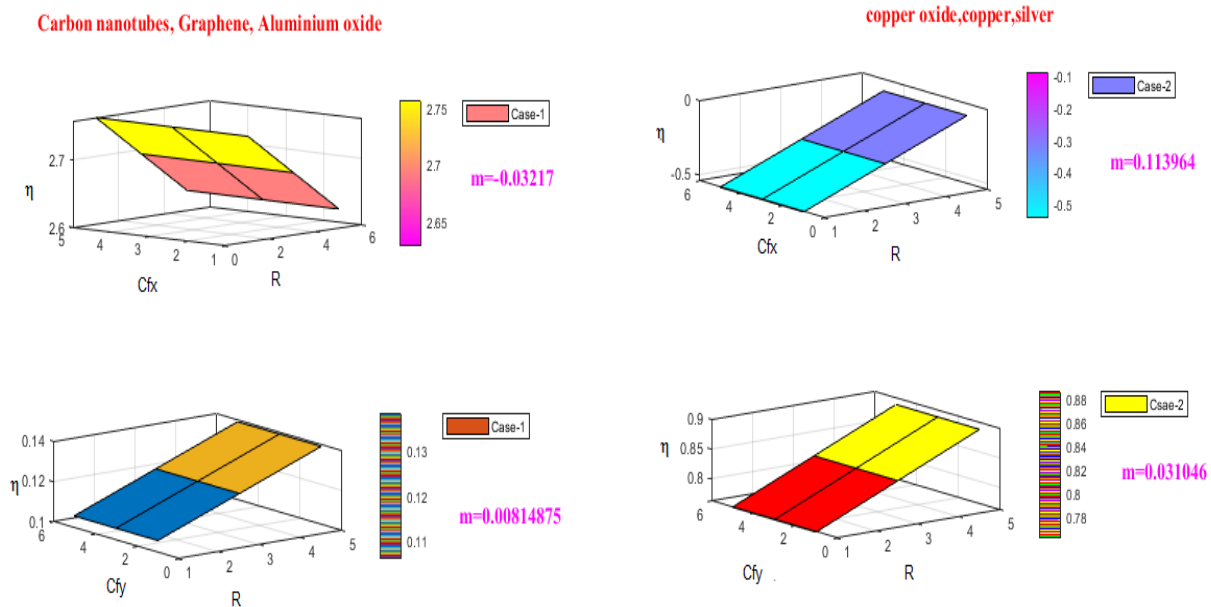 Carbon nanotubes, Graphene, Aluminium oxide
copper oxide,copper,silver
2.7
2.6
η
5
4
3
2
1
Cfx
0
2
4
6
R
2.75
2.7
2.65
Case-1
m=-0.03217
0
-0.5
η
6
4
2
0
Cfx
1
2
3
4
5
R
-0.1
-0.2
-0.3
-0.4
-0.5
Case-2
m=0.113964
0.14
0.12
0.1
η
6
4
2
0
Cfy
1
2
3
4
5
R
0.13
0.12
0.11
Case-1
m=0.00814875
0.9
0.85
0.8
η
6
4
2
0
Cfy
1
2
3
4
5
R
0.88
0.86
0.84
0.82
0.8
0.78
Csae-2
m=0.031046